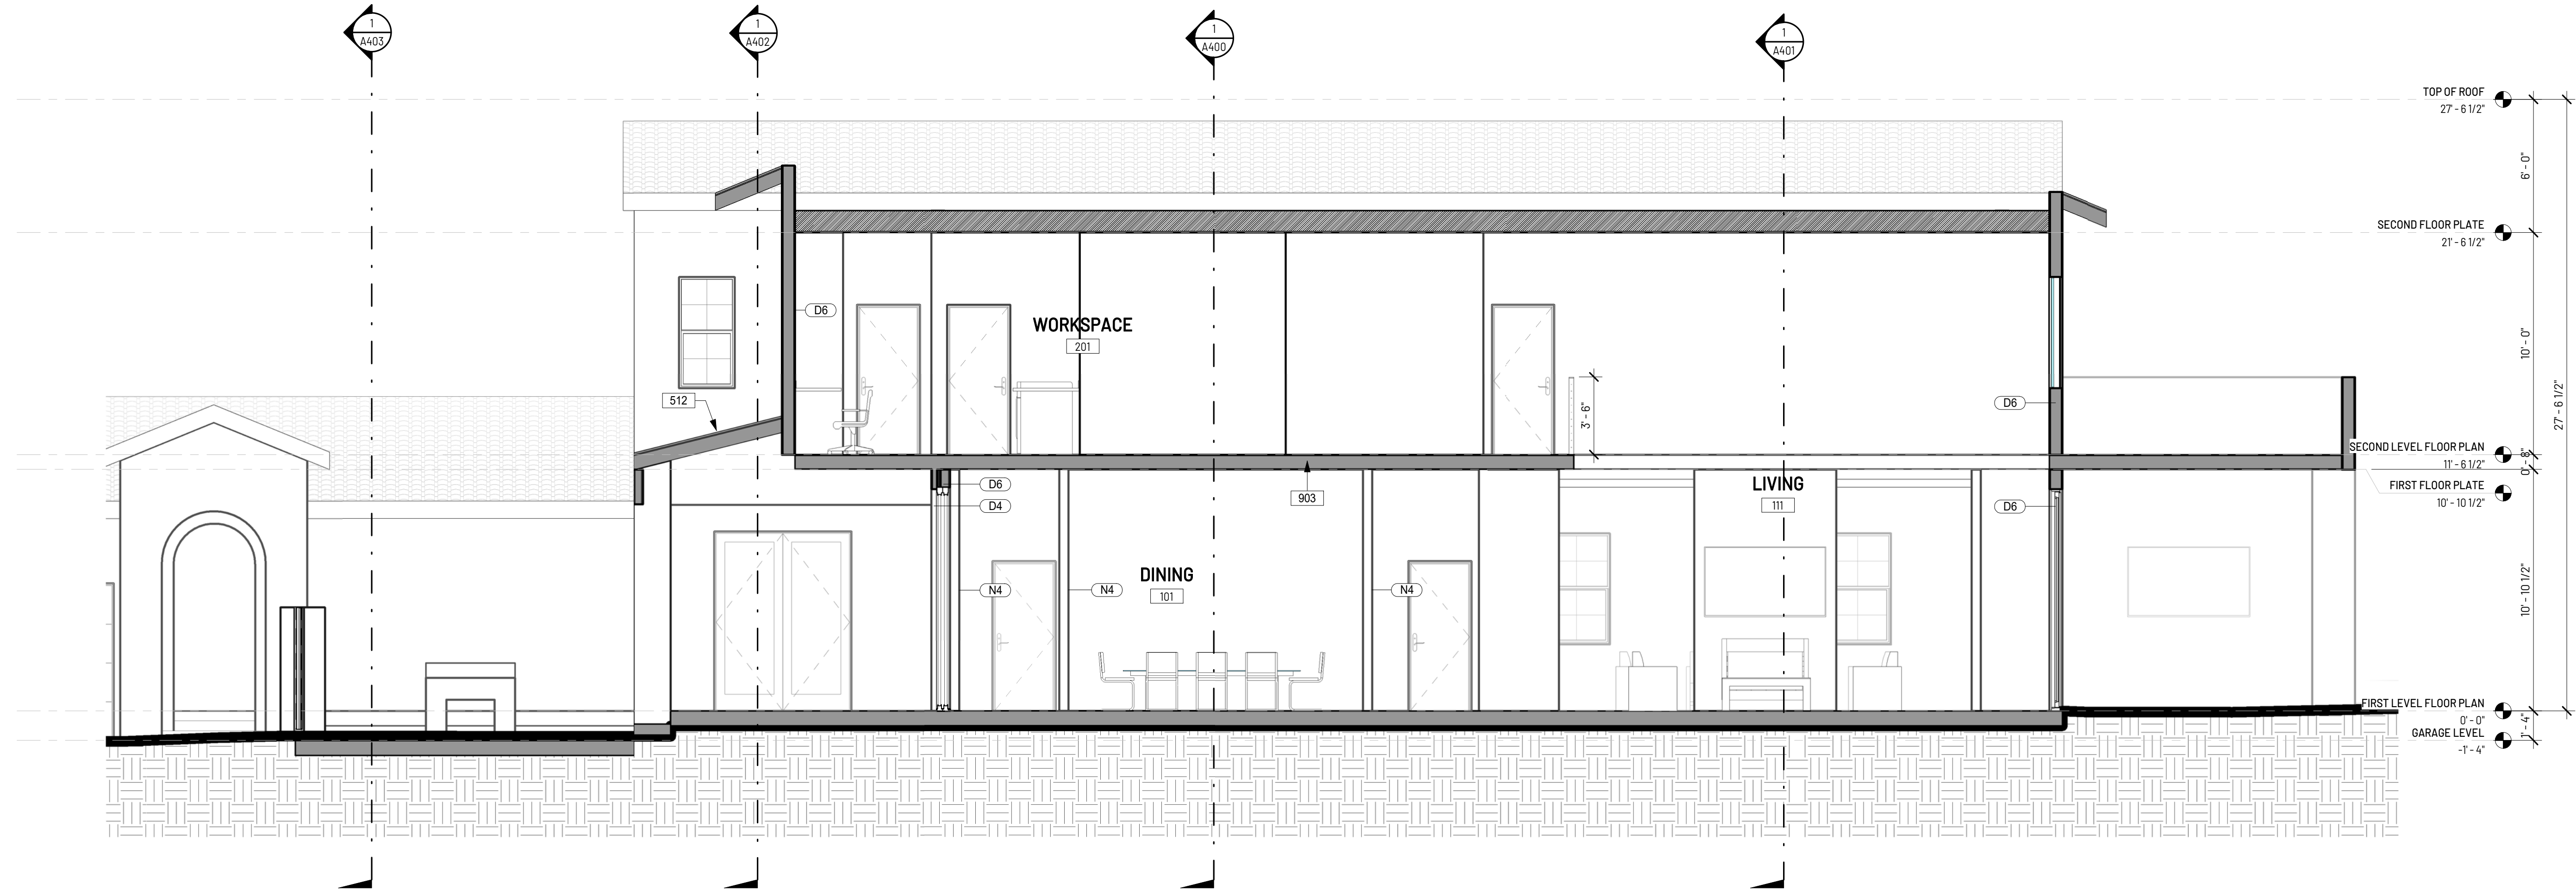 1
A403
1
A402
1
A400
1
A401
TOP OF ROOF
27' - 6 1/2"
6' - 0"
SECOND FLOOR PLATE
21' - 6 1/2"
D6
WORKSPACE
201
10' - 0"
512
D6
3' - 6"
27' - 6 1/2"
SECOND LEVEL FLOOR PLAN
11' - 6 1/2"
0' - 8"
FIRST FLOOR PLATE
10' - 10 1/2"
D6
903
LIVING
111
D4
D6
DINING
101
N4
N4
N4
10' - 10 1/2"
FIRST LEVEL FLOOR PLAN
0' - 0"
GARAGE LEVEL
-1' - 4"
1' - 4"